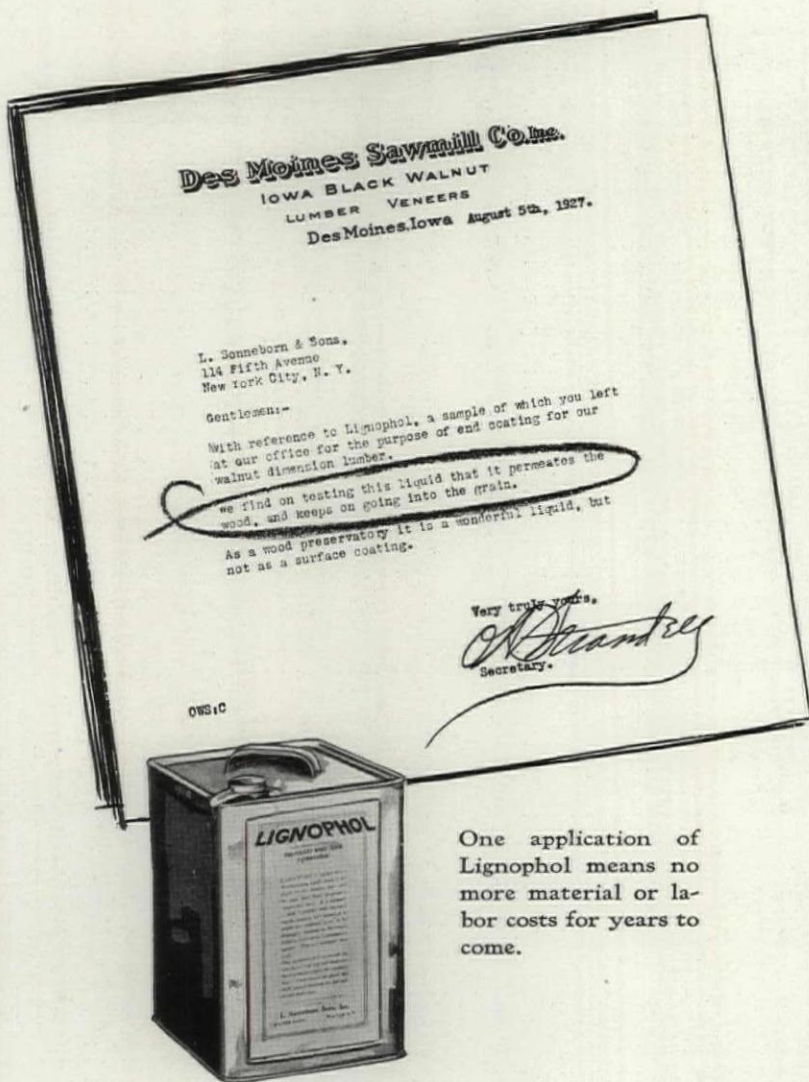 Des Moines Sawmill Co. Inc.
IOWA BLACK WALNUT
LUMBER VENEERS
Des Moines, Iowa August 5th, 1927.
L. Sonneborn & Sons,
114 Fifth Avenue
New York City, N. Y.
Gentlemen:-
With reference to Lignophol, a sample of which you left
at our office for the purpose of end coating for our
walnut dimension lumber.
we find on testing this liquid that it permeates the
wood, and keeps on going into the grain.
As a wood preservatory it is a wonderful liquid, but
not as a surface coating.
Very truly yours,
Secretary.
OWS:C
LIGNOPHOL
One application of
Lignophol means no
more material or la-
bor costs for years to
come.